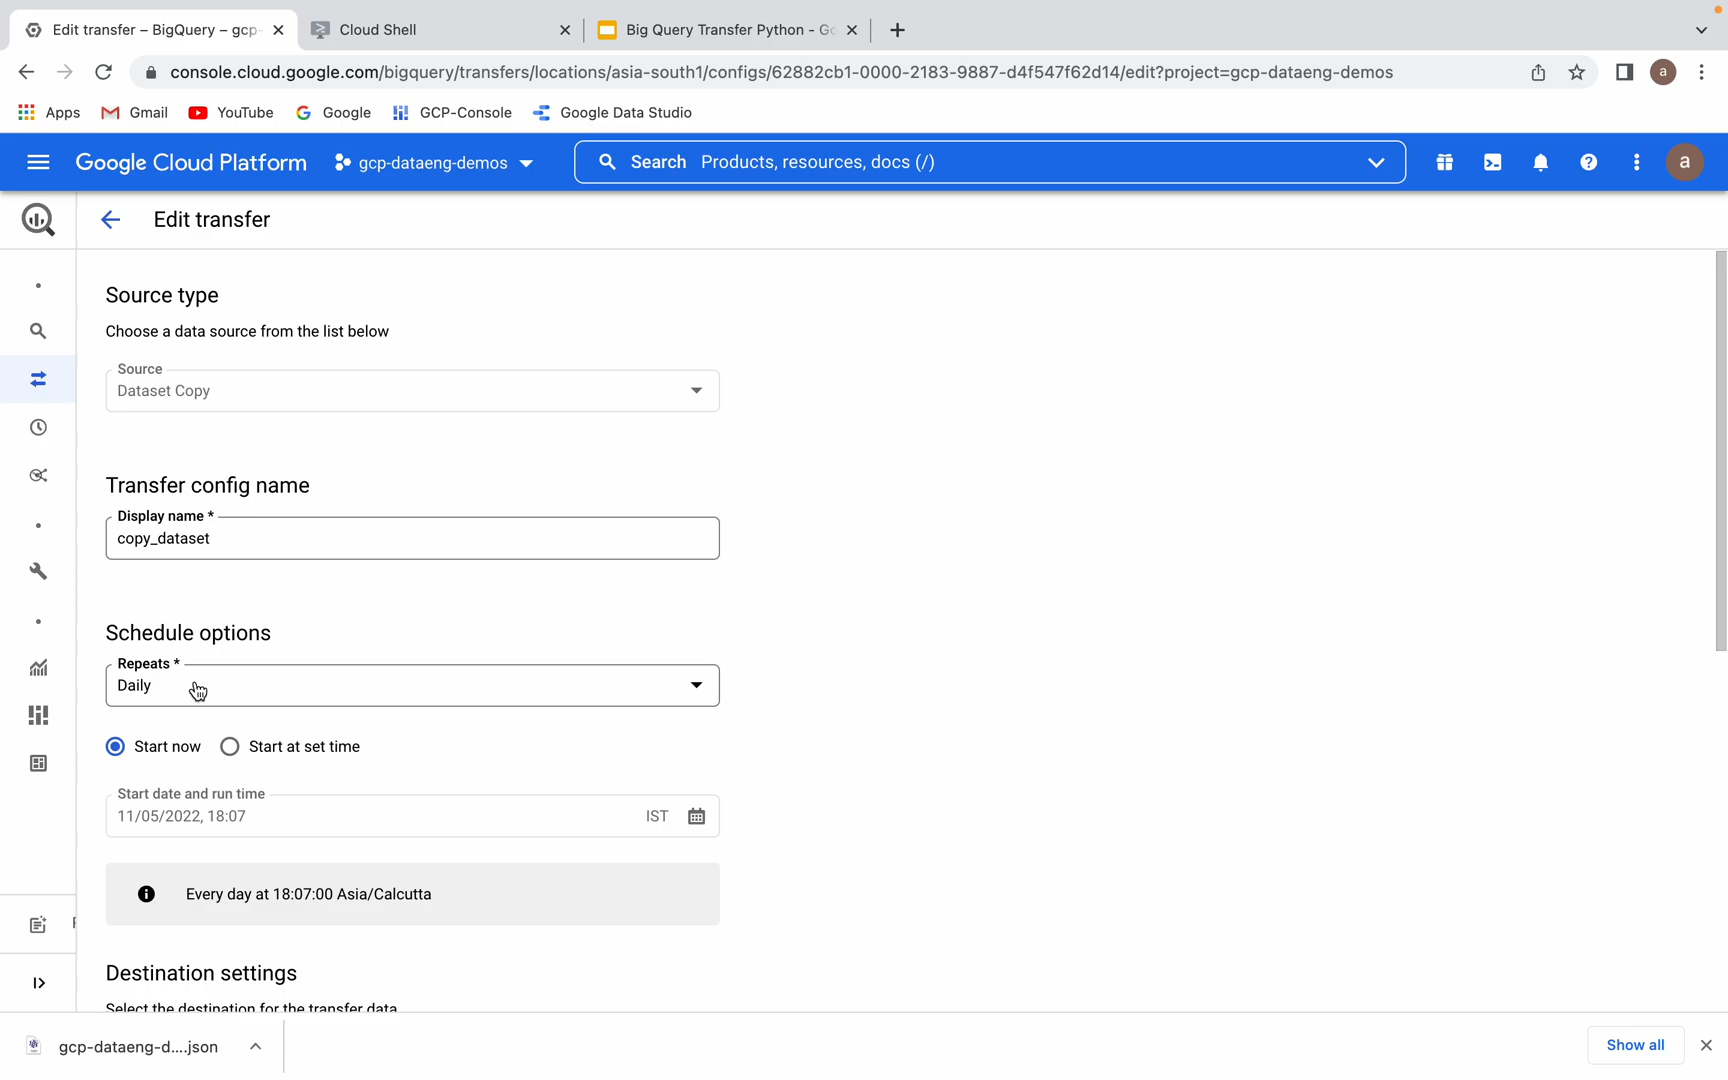 Edit transfer – BigQuery – gcp-
Cloud Shell
Big Query Transfer Python - Go
console.cloud.google.com/bigquery/transfers/locations/asia-south1/configs/62882cb1-0000-2183-9887-d4f547f62d14/edit?project=gcp-dataeng-demos
a
Apps
Gmail
YouTube
Google
GCP-Console
Google Data Studio
Google Cloud Platform
gcp-dataeng-demos
Search Products, resources, docs (/)
a
Edit transfer
Source type
Choose a data source from the list below
Source
Dataset Copy
Transfer config name
Display name *
copy_dataset
Schedule options
Repeats *
Daily
Start now
Start at set time
Start date and run time
11/05/2022, 18:07
IST
Every day at 18:07:00 Asia/Calcutta
Destination settings
Select the destination for the transfer data
gcp-dataeng-d....json
Show all